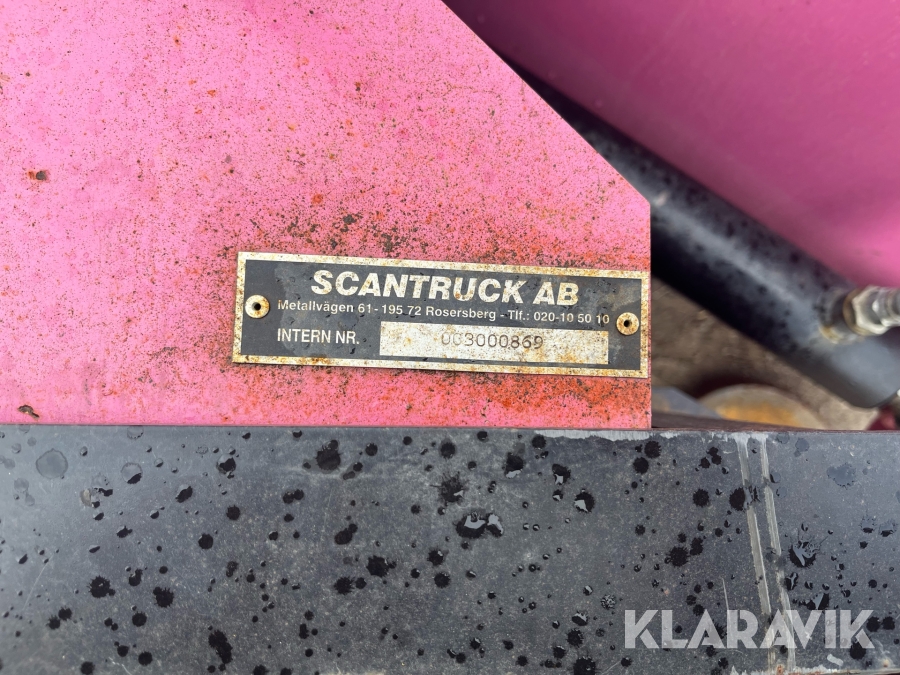 SCANTRUCK AB
Metallvägen 61 - 195 72 Rosersberg - Tlf.: 020-10 50 10
INTERN NR. 003000869
KLARAVIK